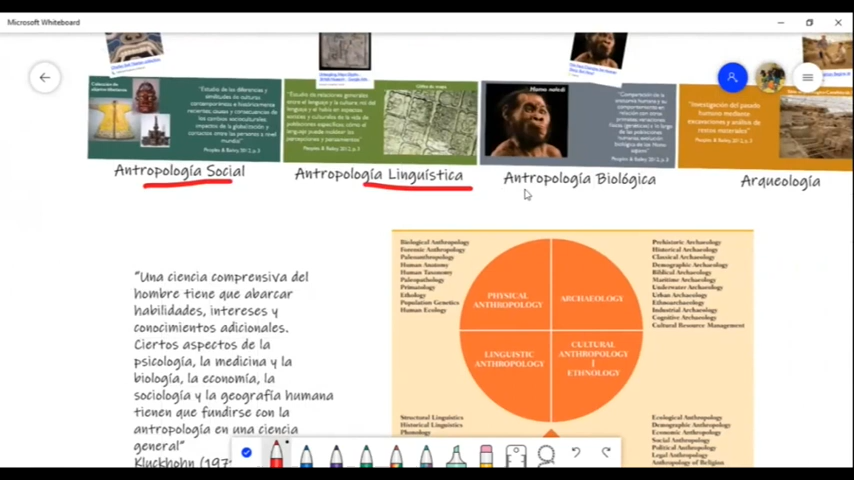 Microsoft Whiteboard
Colección de
"Estudio de las diferencias y
similitudes de culturas
contemporáneas e históricamente
recientes; causas y consecuencias de
los cambios socioculturales;
impactos de la globalización y
contactos entre las personas a nivel
mundial"
Peoples & Bailey 2012, p.3
"Estudio de relaciones generales
entre el lenguaje y la cultura; rol del
lenguaje y el habla en aspectos
sociales y culturales de la vida de
poblaciones específicas; cómo el
lenguaje puede moldear las
percepciones y pensamientos"
Peoples & Bailey 2012, p.3
Homo naledi
"Comparación de la
anatomía humana y su
comportamiento en
relación con otros
primates; variaciones
físicas (genéticas) a lo largo
de las poblaciones
humanas; evolución
biológica de los Homo
sapiens"
Peoples & Bailey 2012, p.3
"Investigación del pasado
humano mediante
excavaciones y análisis de
restos materiales"
Peoples & Bailey 2012, p.3
Antropología Social
Antropología Linguística
Antropología Biológica
Arqueología
"Una ciencia comprensiva del
hombre tiene que abarcar
habilidades, intereses y
conocimientos adicionales.
Ciertos aspectos de la
psicología, la medicina y la
biología, la economía, la
sociología y la geografía humana
tienen que fundirse con la
antropología en una ciencia
general"
Kluckhohn (197
Biological Anthropology
Forensic Anthropology
Paleoanthropology
Human Anatomy
Human Taxonomy
Paleopathology
Primatology
Ethology
Population Genetics
Human Ecology
PHYSICAL
ANTHROPOLOGY
ARCHAEOLOGY
LINGUISTIC
ANTHROPOLOGY
CULTURAL
ANTHROPOLOGY
ETHNOLOGY
Prehistoric Archaeology
Historical Archaeology
Classical Archaeology
Demographic Archaeology
Biblical Archaeology
Maritime Archaeology
Underwater Archaeology
Urban Archaeology
Ethnoarchaeology
Industrial Archaeology
Cognitive Archaeology
Cultural Resource Management
Structural Linguistics
Historical Linguistics
Phonology
Ecological Anthropology
Demographic Anthropology
Economic Anthropology
Social Anthropology
Political Anthropology
Legal Anthropology
Anthropology of Religion